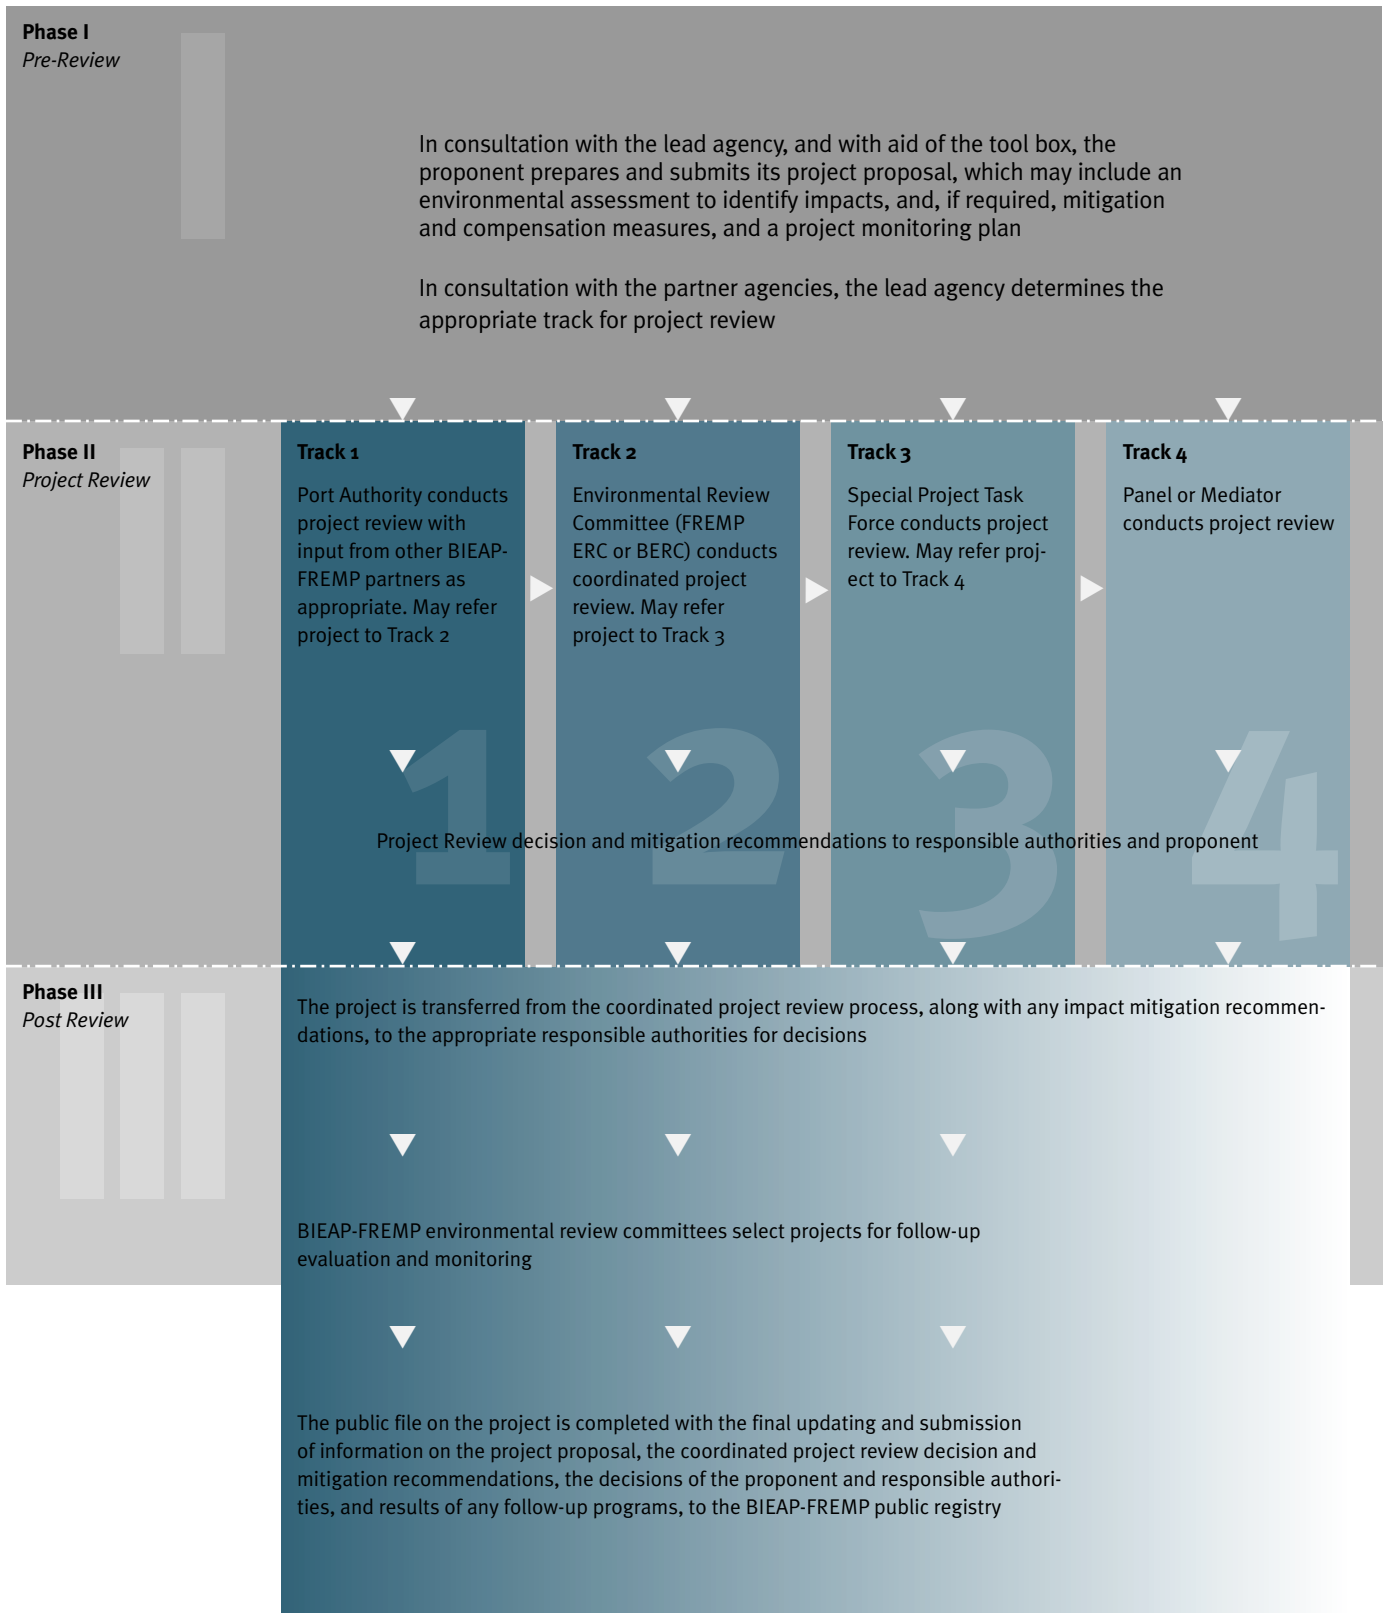 Phase I
Pre-Review
In consultation with the lead agency, and with aid of the tool box, the
proponent prepares and submits its project proposal, which may include an
environmental assessment to identify impacts, and, if required, mitigation
and compensation measures, and a project monitoring plan
In consultation with the partner agencies, the lead agency determines the
appropriate track for project review
Phase II
Project Review
Track 1
Port Authority conducts
project review with
input from other BIEAP-
FREMP partners as
appropriate. May refer
project to Track 2
Track 2
Environmental Review
Committee (FREMP
ERC or BERC) conducts
coordinated project
review. May refer
project to Track 3
Track 3
Special Project Task
Force conducts project
review. May refer proj-
ect to Track 4
Track 4
Panel or Mediator
conducts project review
1
2
3
4
Project Review decision and mitigation recommendations to responsible authorities and proponent
Phase III
Post Review
The project is transferred from the coordinated project review process, along with any impact mitigation recommen-
dations, to the appropriate responsible authorities for decisions
BIEAP-FREMP environmental review committees select projects for follow-up
evaluation and monitoring
The public file on the project is completed with the final updating and submission
of information on the project proposal, the coordinated project review decision and
mitigation recommendations, the decisions of the proponent and responsible authori-
ties, and results of any follow-up programs, to the BIEAP-FREMP public registry